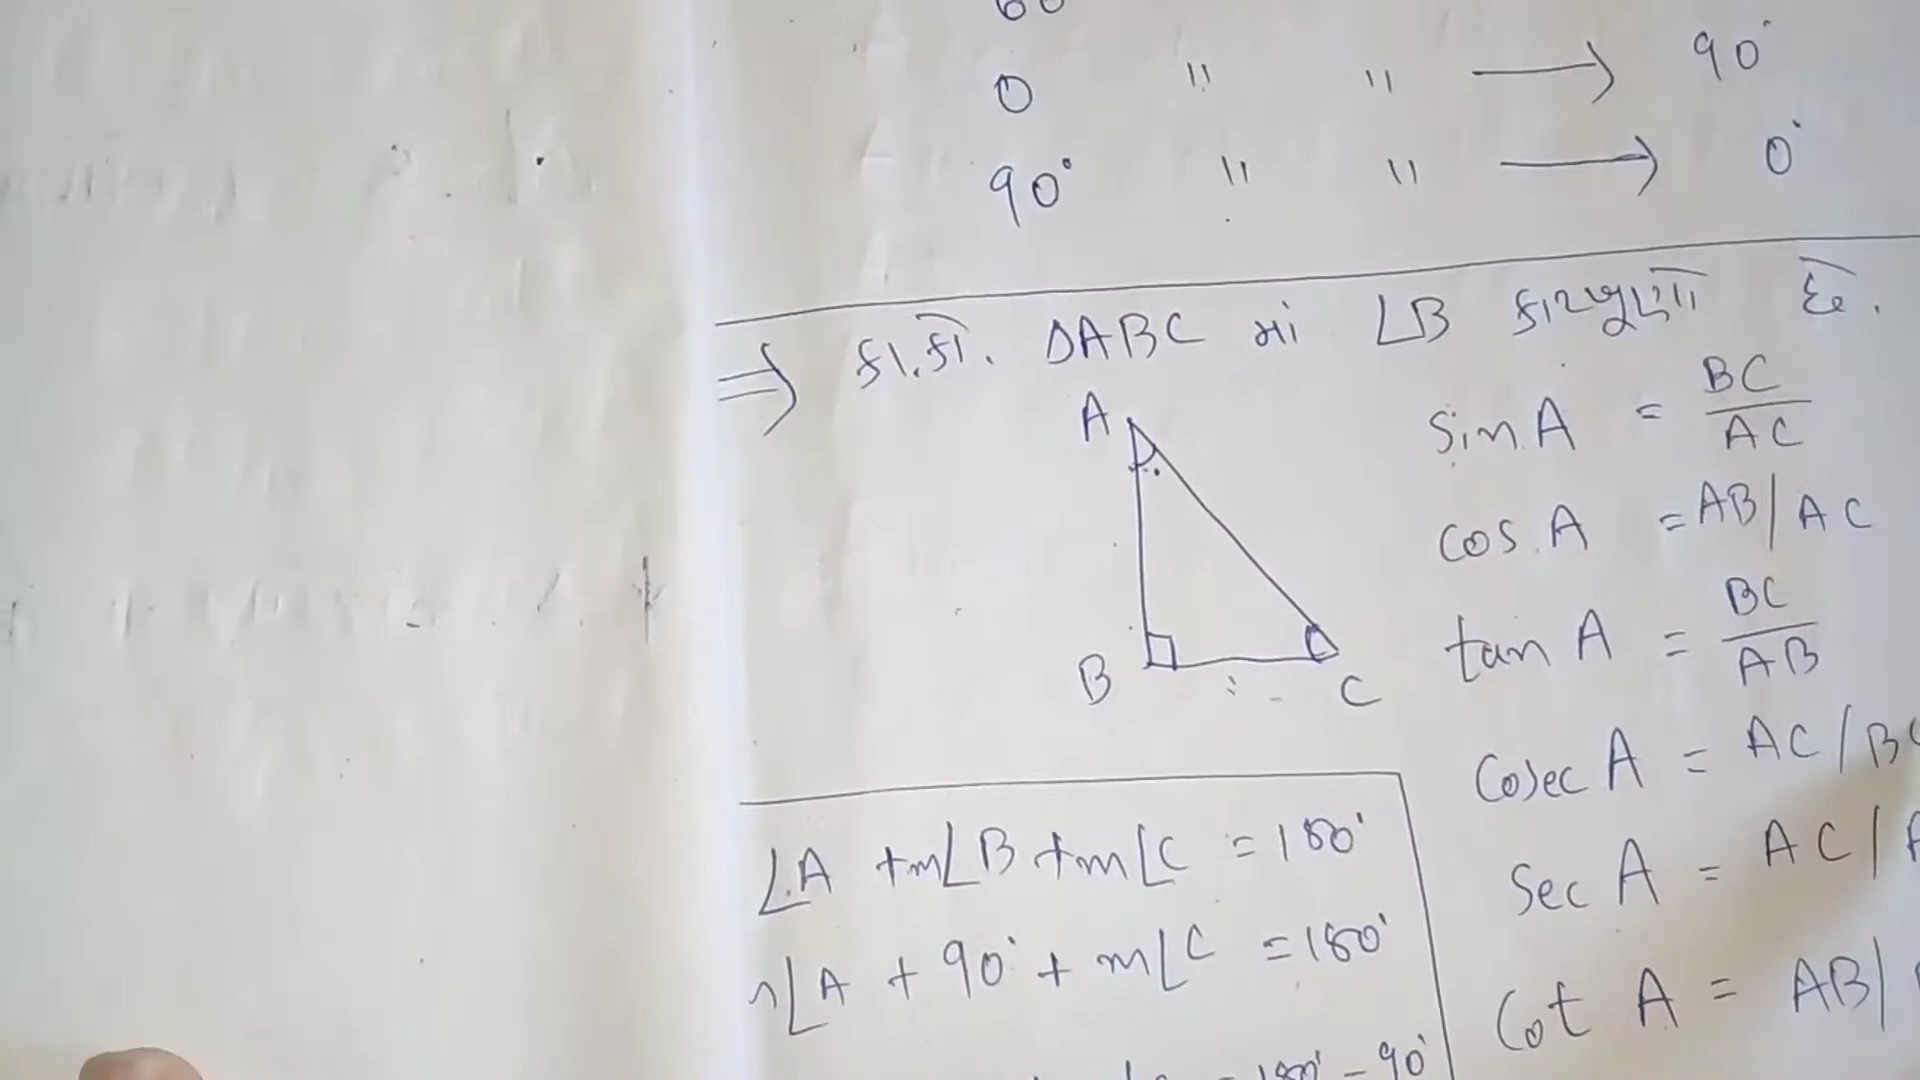 60
0 " " → 90°
90° " " → 0°
⇒ કા.કો. ΔABC માં ∠B કાટખૂણો છે.
A
B
C
sin A = BC/AC
cos A = AB/AC
tan A = BC/AB
Cosec A = AC/BC
Sec A = AC/
Cot A = AB/
∠A + m∠B + m∠C = 180°
∠A + 90° + m∠C = 180°
= 180° - 90°